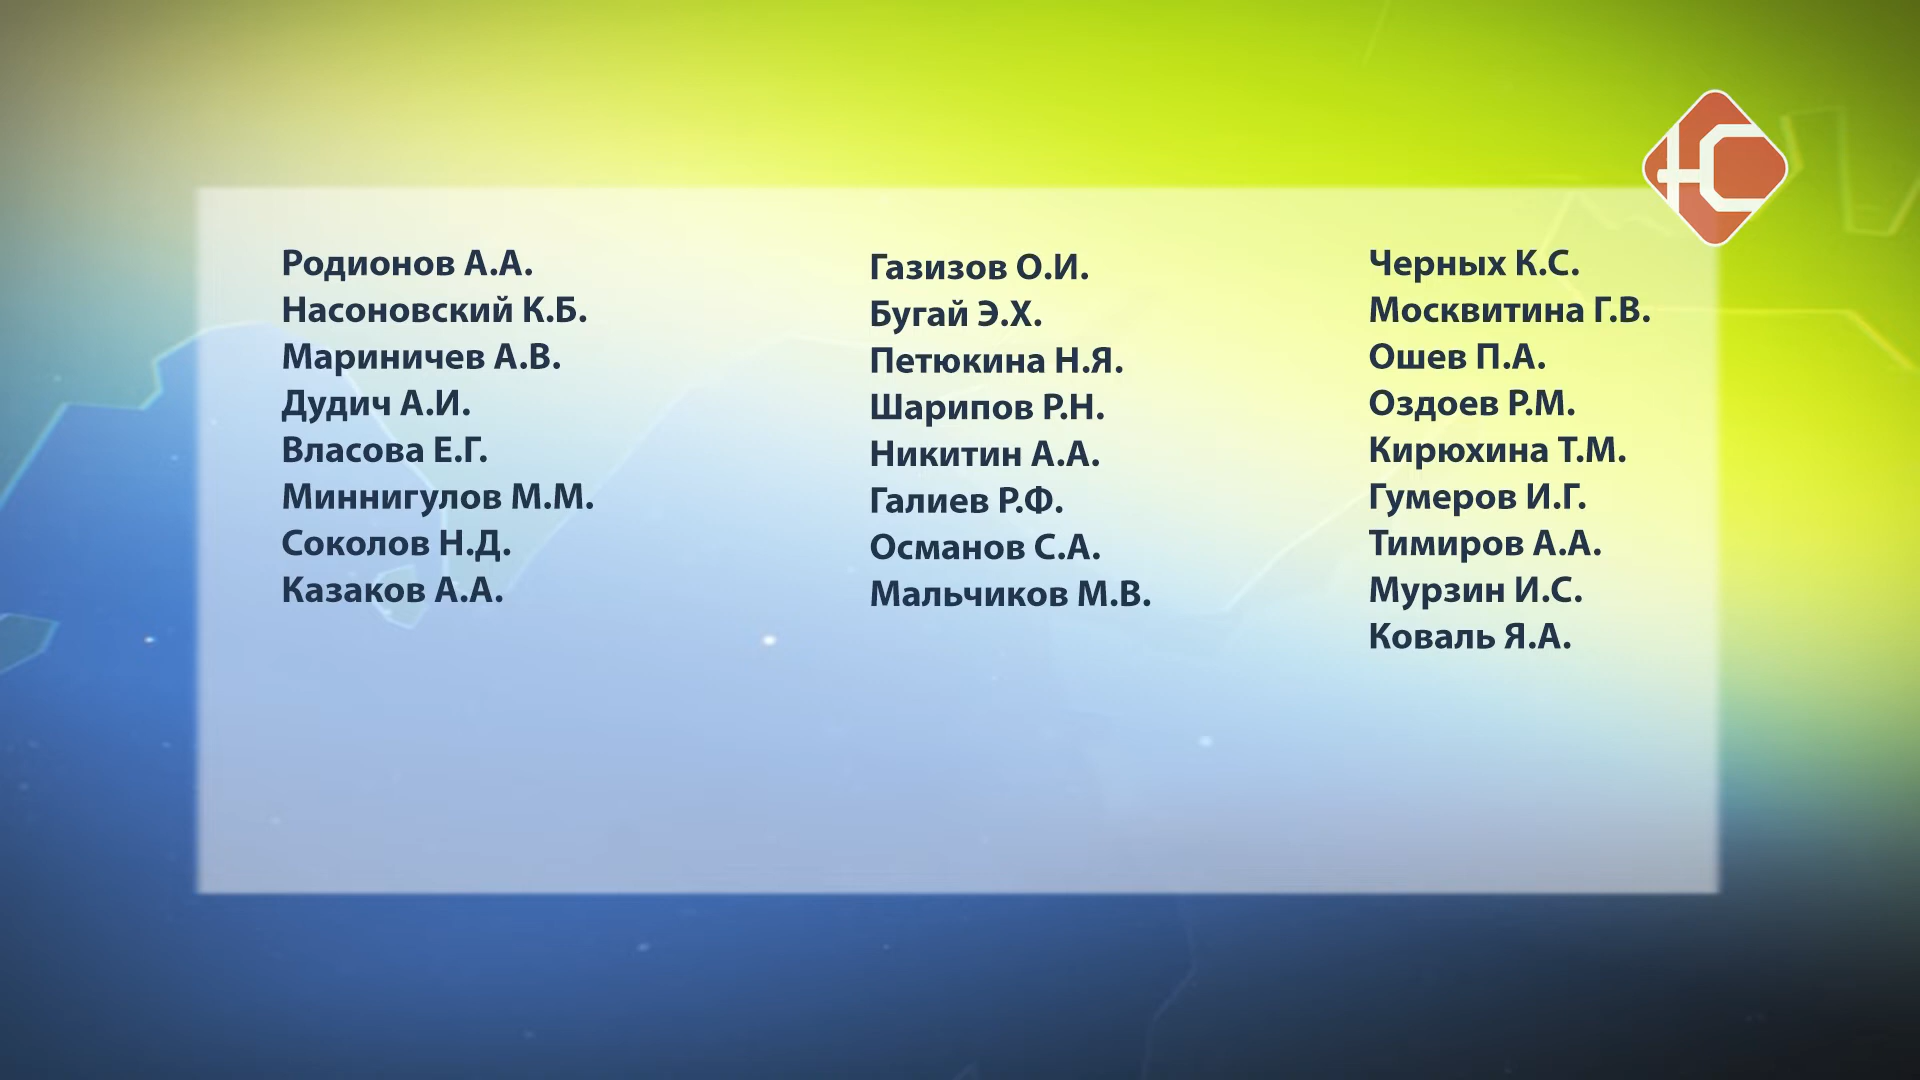 Родионов А.А.
Насоновский К.Б.
Мариничев А.В.
Дудич А.И.
Власова Е.Г.
Миннигулов М.М.
Соколов Н.Д.
Казаков А.А.
Газизов О.И.
Бугай Э.Х.
Петюкина Н.Я.
Шарипов Р.Н.
Никитин А.А.
Галиев Р.Ф.
Османов С.А.
Мальчиков М.В.
Черных К.С.
Москвитина Г.В.
Ошев П.А.
Оздоев Р.М.
Кирюхина Т.М.
Гумеров И.Г.
Тимиров А.А.
Мурзин И.С.
Коваль Я.А.
ЮС